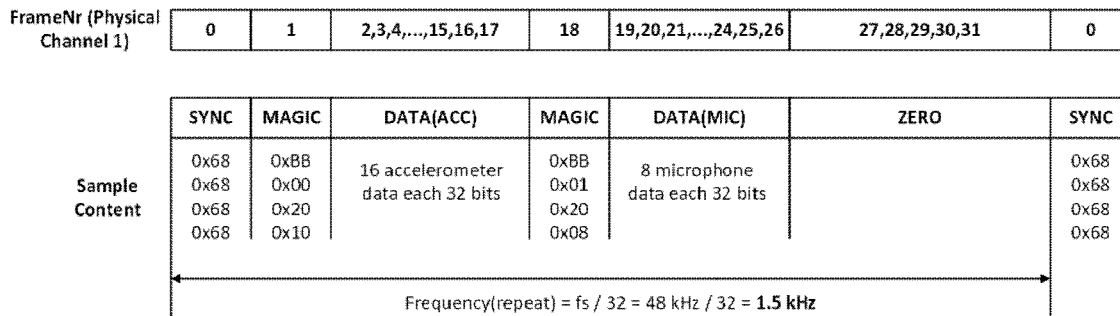 FrameNr (Physical Channel 1) 0 1 2,3,4,...,15,16,17 18 19,20,21,...,24,25,26 27,28,29,30,31 0
SYNC MAGIC DATA(ACC) MAGIC DATA(MIC) ZERO SYNC
Sample Content
0x68 0xBB 16 accelerometer 0xBB 8 microphone 0x68
0x68 0x00 data each 32 bits 0x01 data each 32 bits 0x68
0x68 0x20 0x20 0x68
0x68 0x10 0x08 0x68
Frequency(repeat) = fs / 32 = 48 kHz / 32 = 1.5 kHz